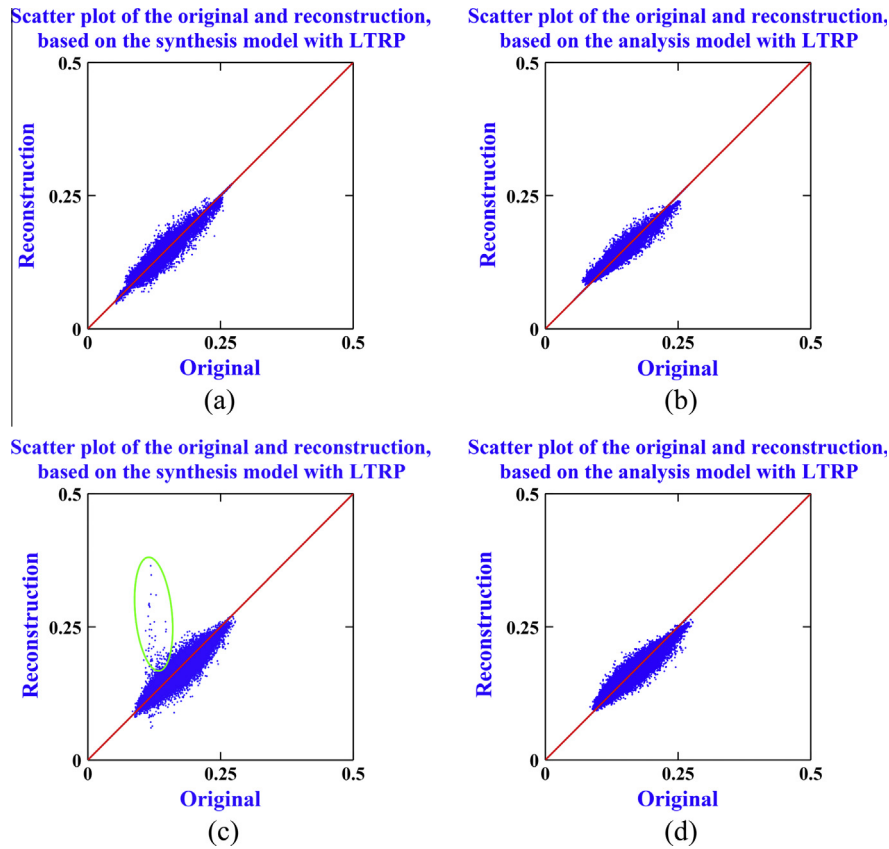 Scatter plot of the original and reconstruction,
based on the synthesis model with LTRP
0.5
Reconstruction
0.25
0
0
0.25
0.5
Original
(a)
Scatter plot of the original and reconstruction,
based on the analysis model with LTRP
0.5
Reconstruction
0.25
0
0
0.25
0.5
Original
(b)
Scatter plot of the original and reconstruction,
based on the synthesis model with LTRP
0.5
Reconstruction
0.25
0
0
0.25
0.5
Original
(c)
Scatter plot of the original and reconstruction,
based on the analysis model with LTRP
0.5
Reconstruction
0.25
0
0
0.25
0.5
Original
(d)